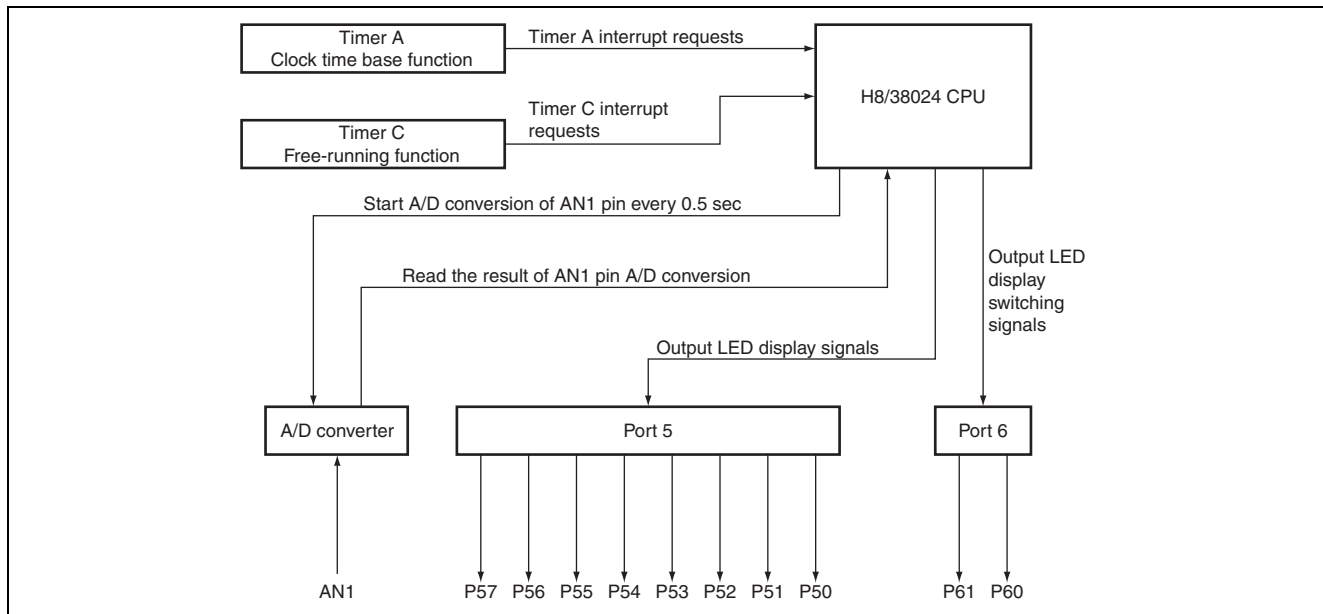 Timer A
Clock time base function
Timer A interrupt requests
H8/38024 CPU
Timer C interrupt
requests
Timer C
Free-running function
Start A/D conversion of AN1 pin every 0.5 sec
Read the result of AN1 pin A/D conversion
Output LED
display
switching
signals
Output LED display signals
A/D converter
Port 5
Port 6
AN1
P57
P56
P55
P54
P53
P52
P51
P50
P61
P60